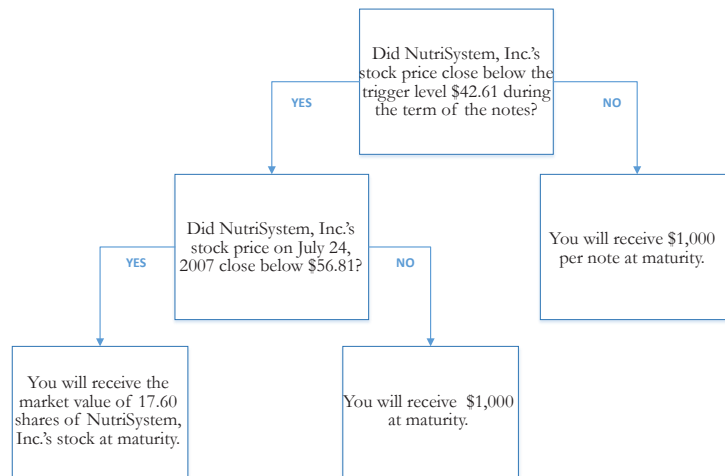 Did NutriSystem, Inc.'s
stock price close below the
trigger level $42.61 during
the term of the notes?
YES
NO
Did NutriSystem, Inc.'s
stock price on July 24,
2007 close below $56.81?
You will receive $1,000
per note at maturity.
YES
NO
You will receive the
market value of 17.60
shares of NutriSystem,
Inc.'s stock at maturity.
You will receive $1,000
at maturity.